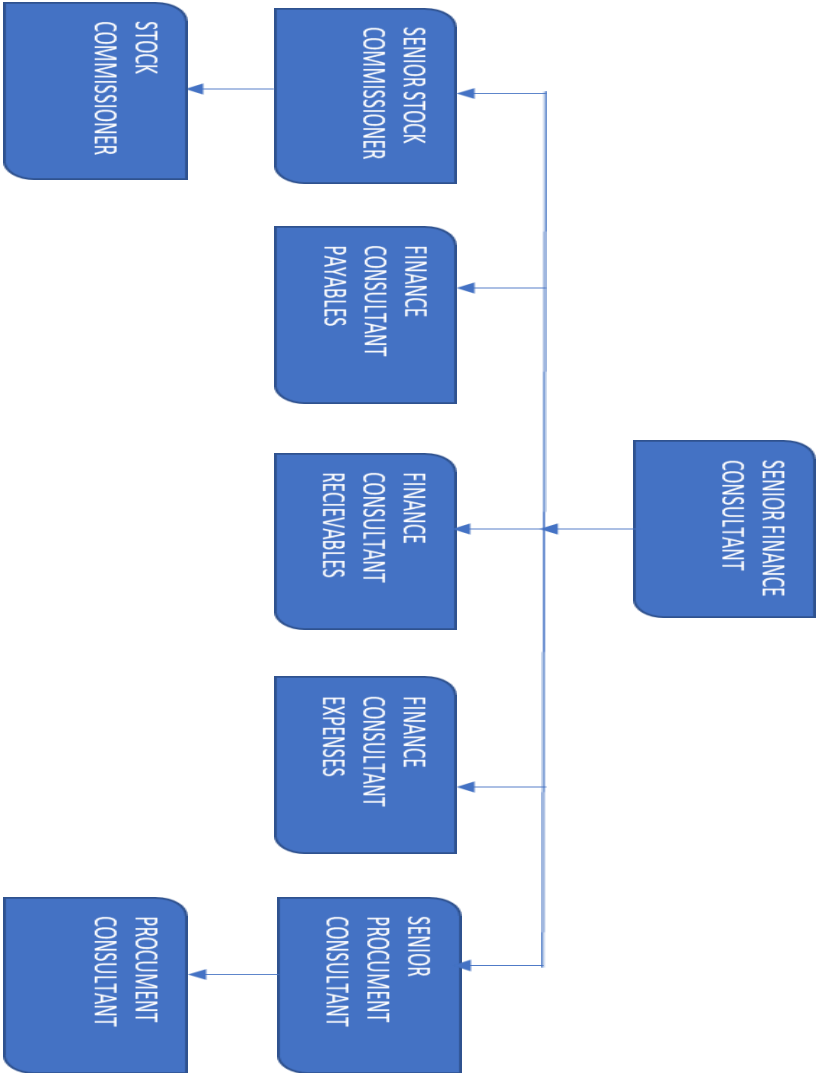 SENIOR FINANCE
CONSULTANT
SENIOR STOCK
COMMISSIONER
FINANCE
CONSULTANT
PAYABLES
FINANCE
CONSULTANT
RECIEVABLES
FINANCE
CONSULTANT
EXPENSES
SENIOR
PROCUMENT
CONSULTANT
STOCK
COMMISSIONER
PROCUMENT
CONSULTANT